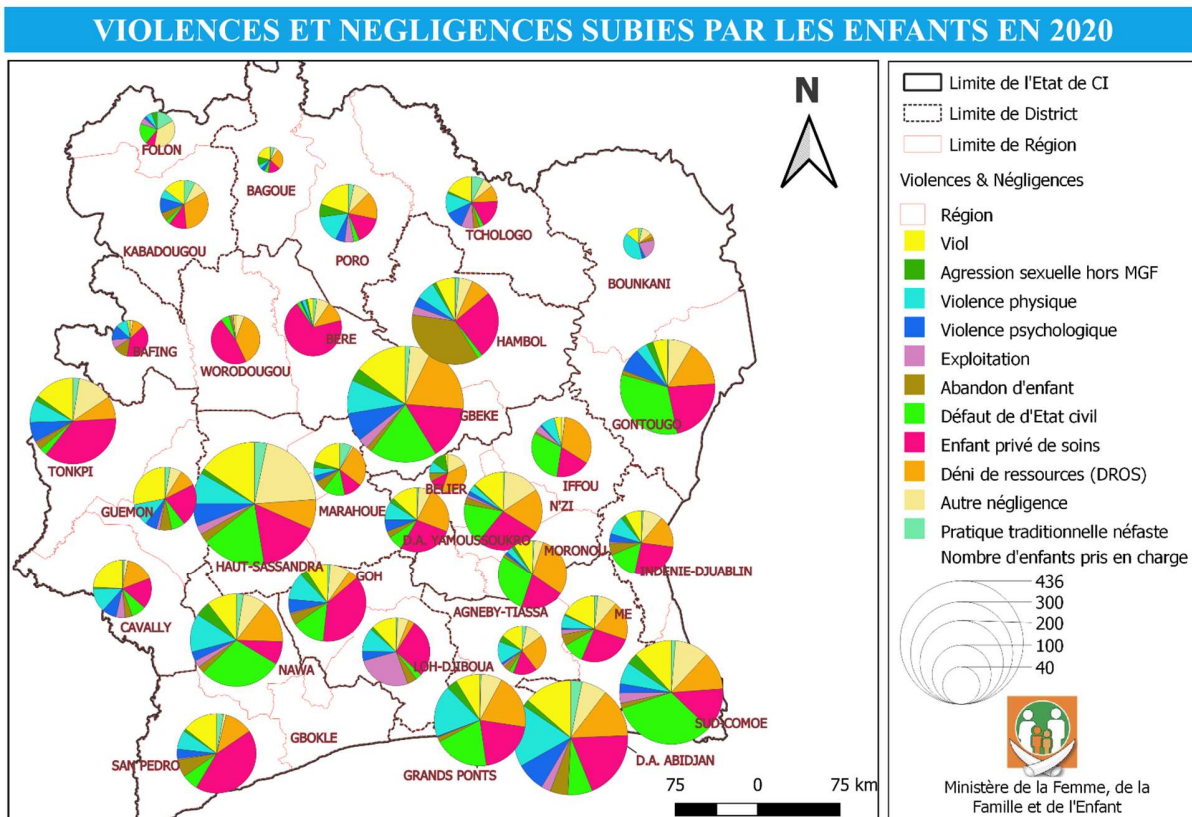 VIOLENCES ET NEGLIGENCES SUBIES PAR LES ENFANTS EN 2020
N
FOLON
BAGOUE
KABADOUGOU
PORO
TCHOLOGO
BOUNKANI
BAFING
WORODOUGOU
BERE
HAMBOL
TONKPI
GBEKE
GONTOUGO
IFFOU
GUEMON
MARAHOUE
BELIER
N'ZI
D.A. YAMOUSSOUKRO
MORONOU
HAUT-SASSANDRA
GOH
INDENIE-DJUABLIN
CAVALLY
AGNEBY-TIASSA
ME
NAWA
LOH-DJIBOUA
SUD-COMOE
GBOKLE
SAN PEDRO
GRANDS PONTS
D.A. ABIDJAN
75 0 75 km
Limite de l'Etat de CI
Limite de District
Limite de Région
Violences & Négligences
Région
Viol
Agression sexuelle hors MGF
Violence physique
Violence psychologique
Exploitation
Abandon d'enfant
Défaut de d'Etat civil
Enfant privé de soins
Déni de ressources (DROS)
Autre négligence
Pratique traditionnelle néfaste
Nombre d'enfants pris en charge
436
300
200
100
40
Ministère de la Femme, de la
Famille et de l'Enfant